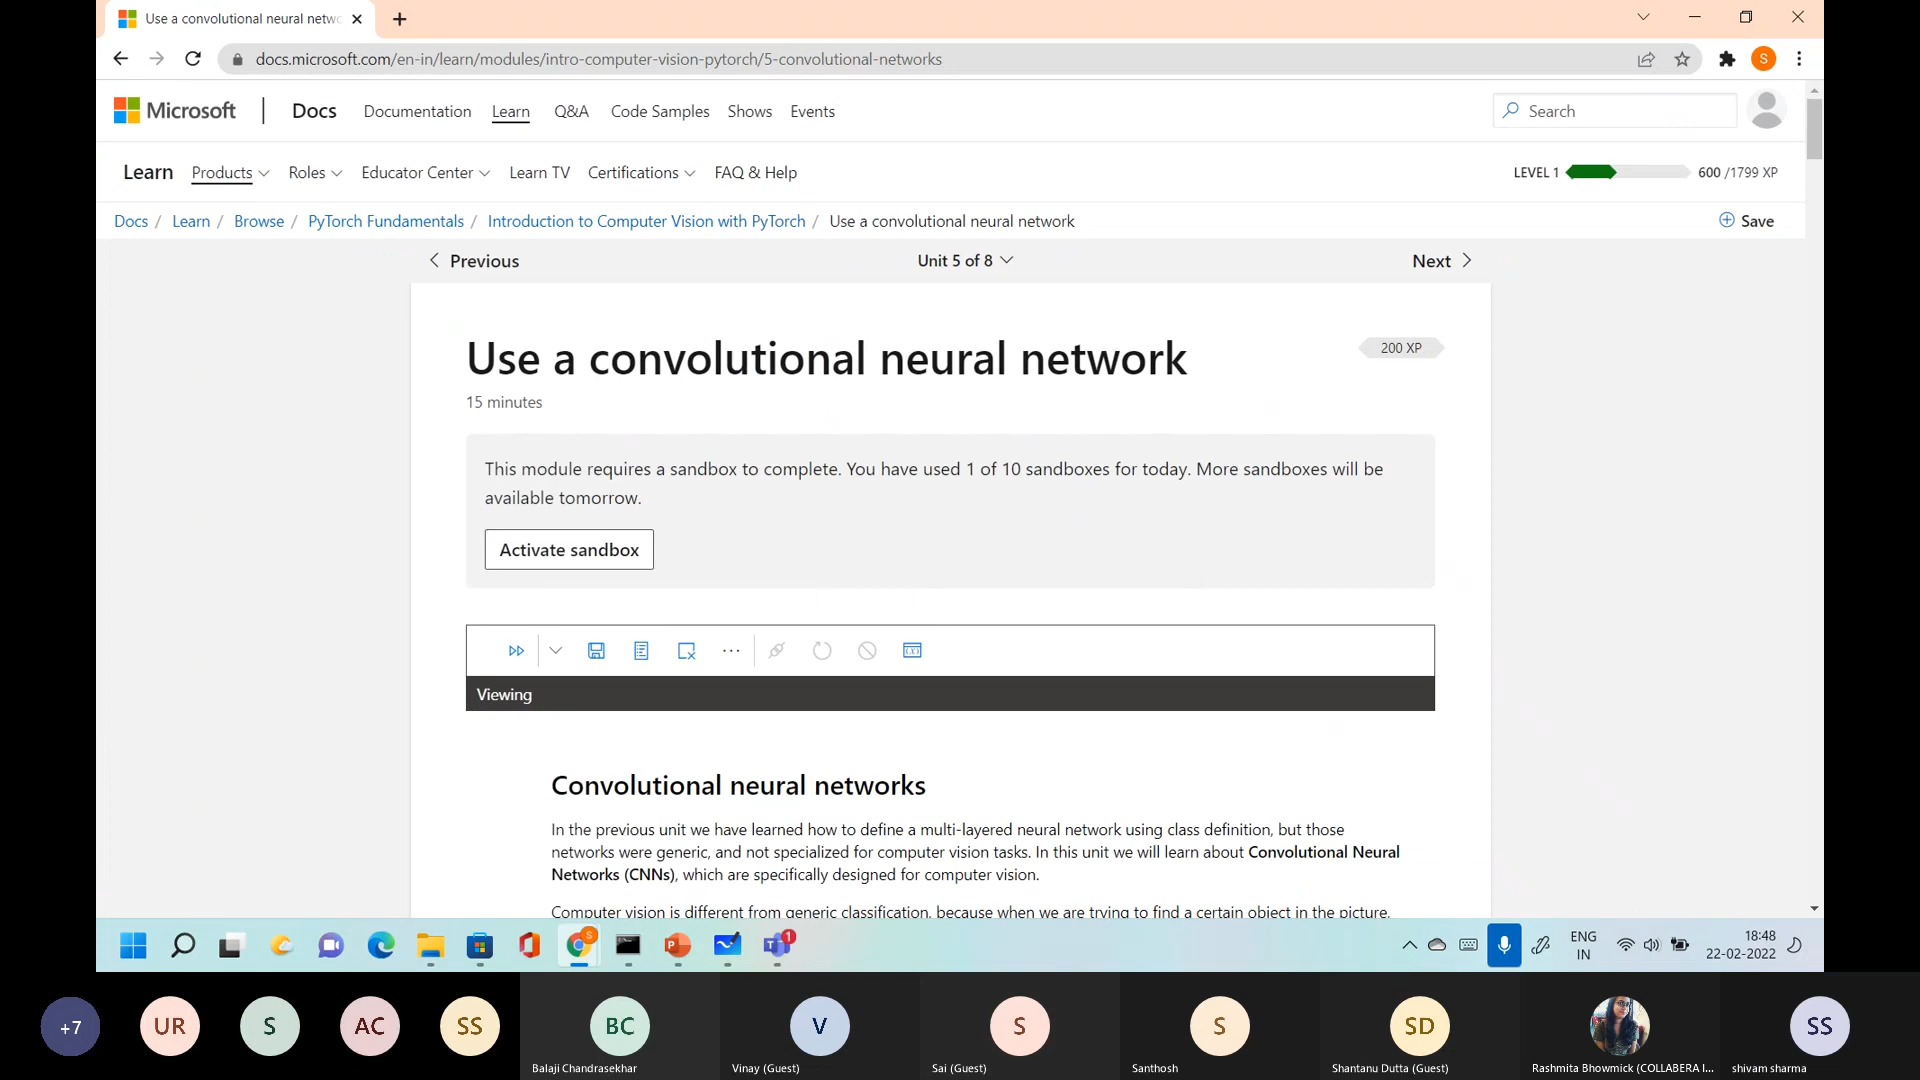 Use a convolutional neural netwo
S
docs.microsoft.com/en-in/learn/modules/intro-computer-vision-pytorch/5-convolutional-networks
Microsoft Docs Documentation Learn Q&A Code Samples Shows Events Search
Learn Products Roles Educator Center Learn TV Certifications FAQ & Help LEVEL 1 600 /1799 XP
Docs / Learn / Browse / PyTorch Fundamentals / Introduction to Computer Vision with PyTorch / Use a convolutional neural network Save
Previous Unit 5 of 8 Next
Use a convolutional neural network
200 XP
15 minutes
This module requires a sandbox to complete. You have used 1 of 10 sandboxes for today. More sandboxes will be
available tomorrow.
Activate sandbox
Viewing
Convolutional neural networks
In the previous unit we have learned how to define a multi-layered neural network using class definition, but those
networks were generic, and not specialized for computer vision tasks. In this unit we will learn about Convolutional Neural
Networks (CNNs), which are specifically designed for computer vision.
Computer vision is different from generic classification, because when we are trying to find a certain object in the picture,
S 1 ENG 18:48
IN 22-02-2022
+7 UR S AC SS BC V S S SD SS
Balaji Chandrasekhar Vinay (Guest) Sai (Guest) Santhosh Shantanu Dutta (Guest) Rashmita Bhowmick (COLLABERA I... shivam sharma